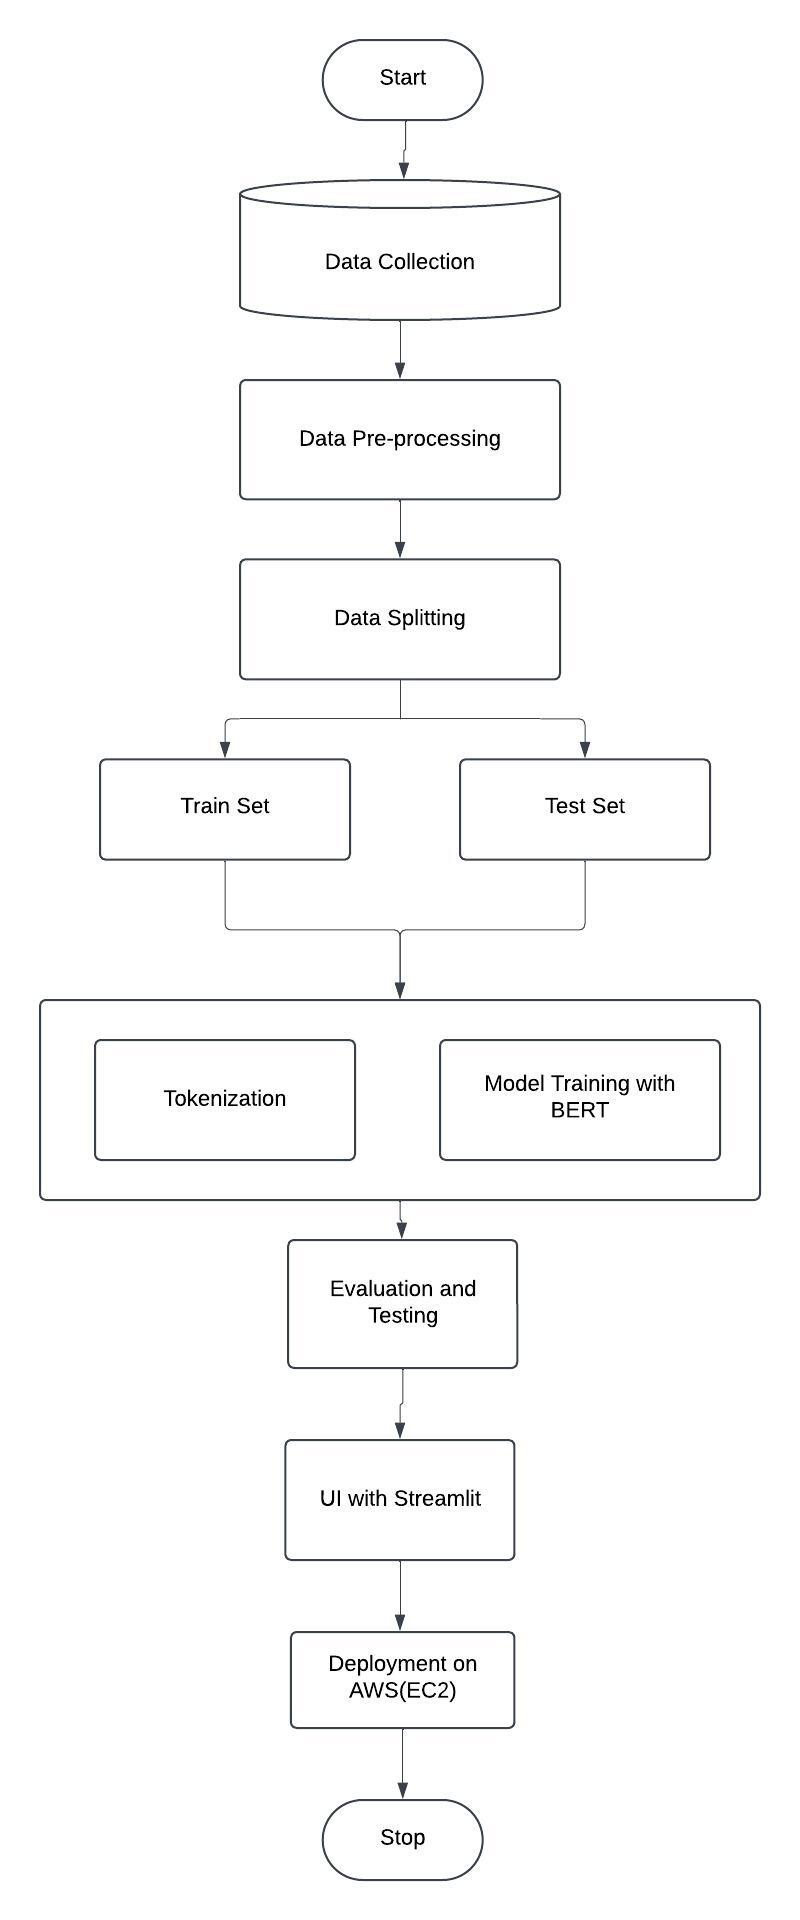 Start
Data Collection
Data Pre-processing
Data Splitting
Train Set
Test Set
Tokenization
Model Training with
BERT
Evaluation and
Testing
UI with Streamlit
Deployment on
AWS(EC2)
Stop